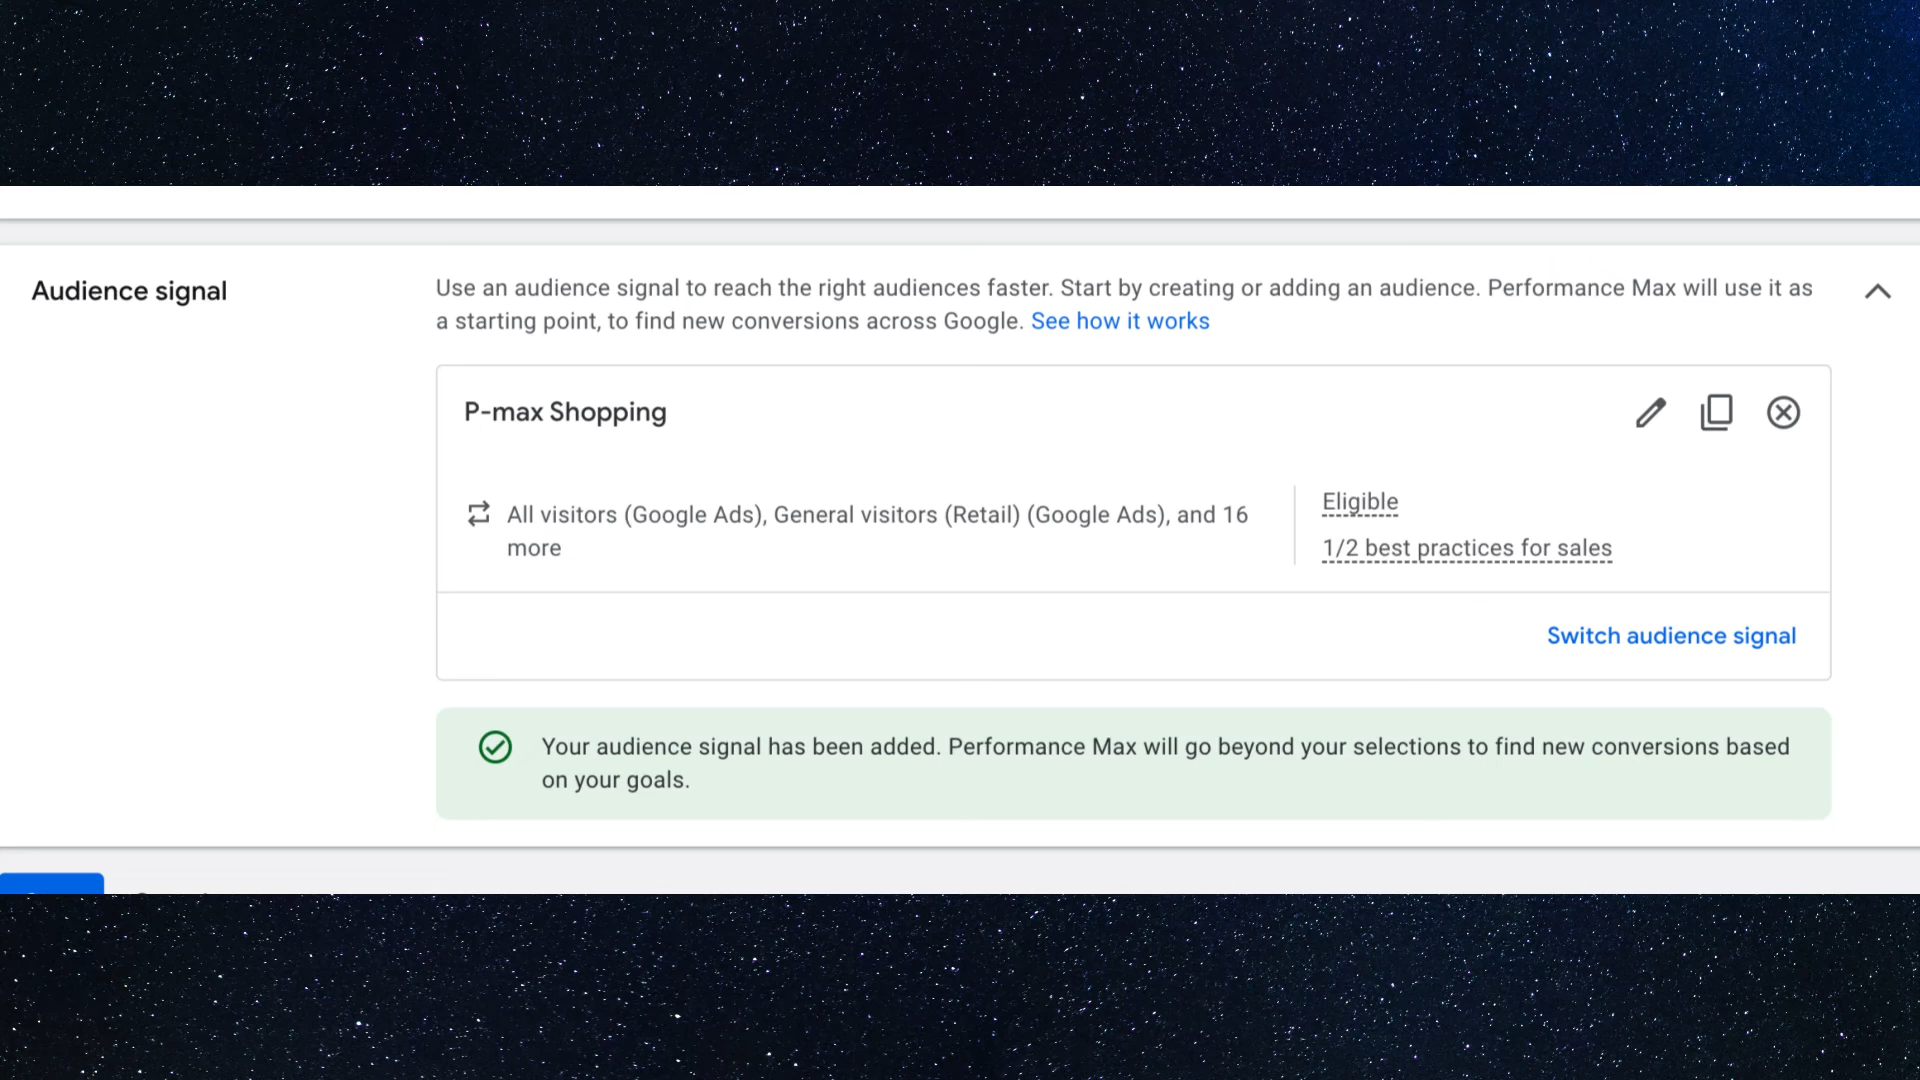 Audience signal
Use an audience signal to reach the right audiences faster. Start by creating or adding an audience. Performance Max will use it as
a starting point, to find new conversions across Google. See how it works
P-max Shopping
All visitors (Google Ads), General visitors (Retail) (Google Ads), and 16
more
Eligible
1/2 best practices for sales
Switch audience signal
Your audience signal has been added. Performance Max will go beyond your selections to find new conversions based
on your goals.